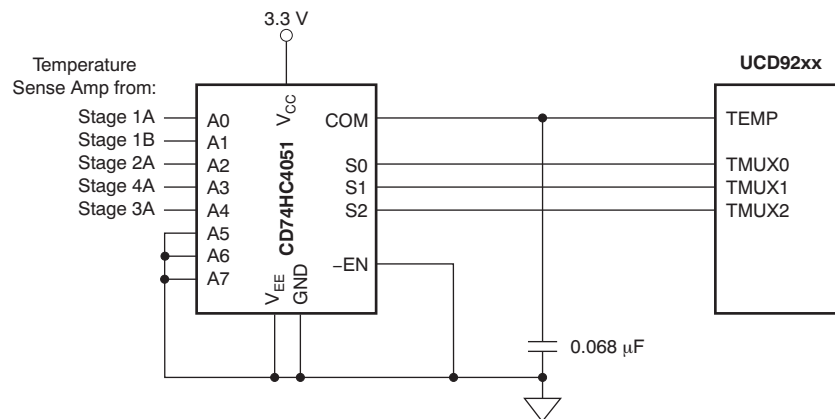 3.3 V
Temperature
Sense Amp from:
Stage 1A
Stage 1B
Stage 2A
Stage 4A
Stage 3A
A0
A1
A2
A3
A4
A5
A6
A7
VCC
CD74HC4051
VEE
GND
COM
S0
S1
S2
–EN
0.068 μF
UCD92xx
TEMP
TMUX0
TMUX1
TMUX2